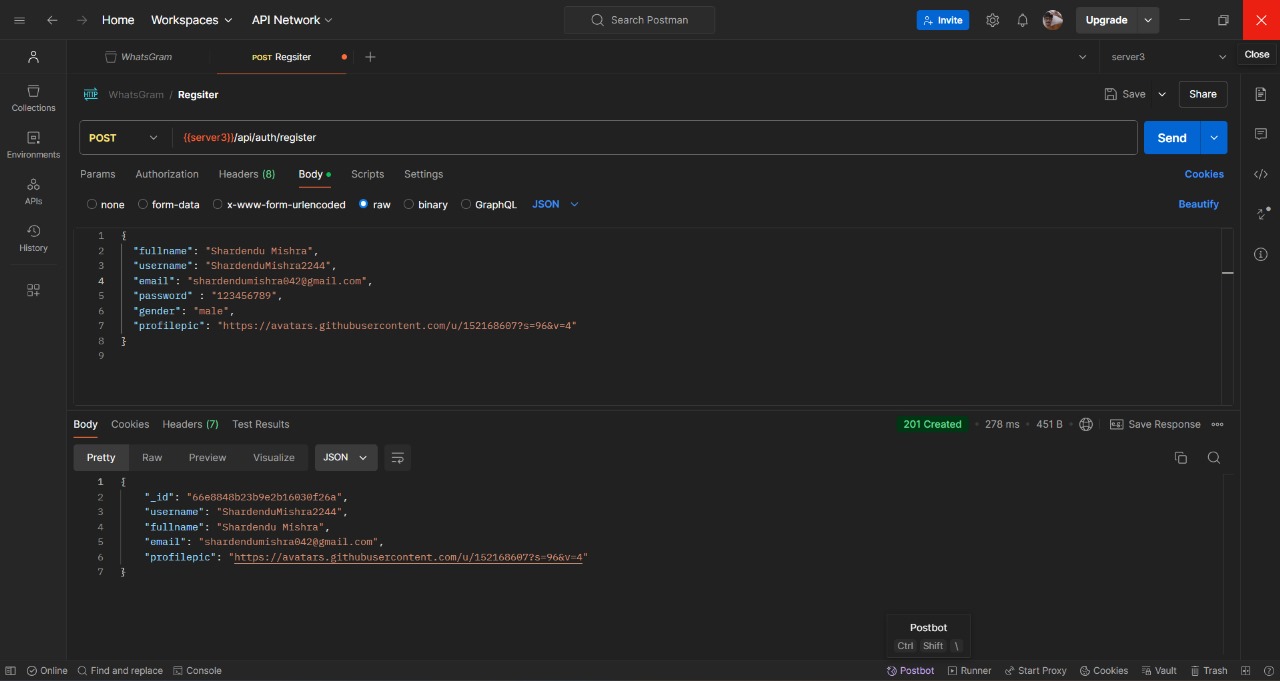 Home Workspaces API Network Search Postman Invite Upgrade
WhatsGram POST Regsiter server3 Close
HTTP WhatsGram / Regsiter Save Share
Collections
POST {{server3}}/api/auth/register Send
Environments
Params Authorization Headers (8) Body Scripts Settings Cookies
APIs
none form-data x-www-form-urlencoded raw binary GraphQL JSON Beautify
History
1 {
2 "fullname": "Shardendu Mishra",
3 "username": "ShardenduMishra2244",
4 "email": "shardendumishra042@gmail.com",
5 "password" : "123456789",
6 "gender": "male",
7 "profilepic": "https://avatars.githubusercontent.com/u/152168607?s=96&v=4"
8 }
9
Body Cookies Headers (7) Test Results 201 Created 278 ms 451 B Save Response
Pretty Raw Preview Visualize JSON
1 {
2 "_id": "66e8848b23b9e2b16030f26a",
3 "username": "ShardenduMishra2244",
4 "fullname": "Shardendu Mishra",
5 "email": "shardendumishra042@gmail.com",
6 "profilepic": "https://avatars.githubusercontent.com/u/152168607?s=96&v=4"
7 }
Postbot
Ctrl Shift \
Online Find and replace Console Postbot Runner Start Proxy Cookies Vault Trash